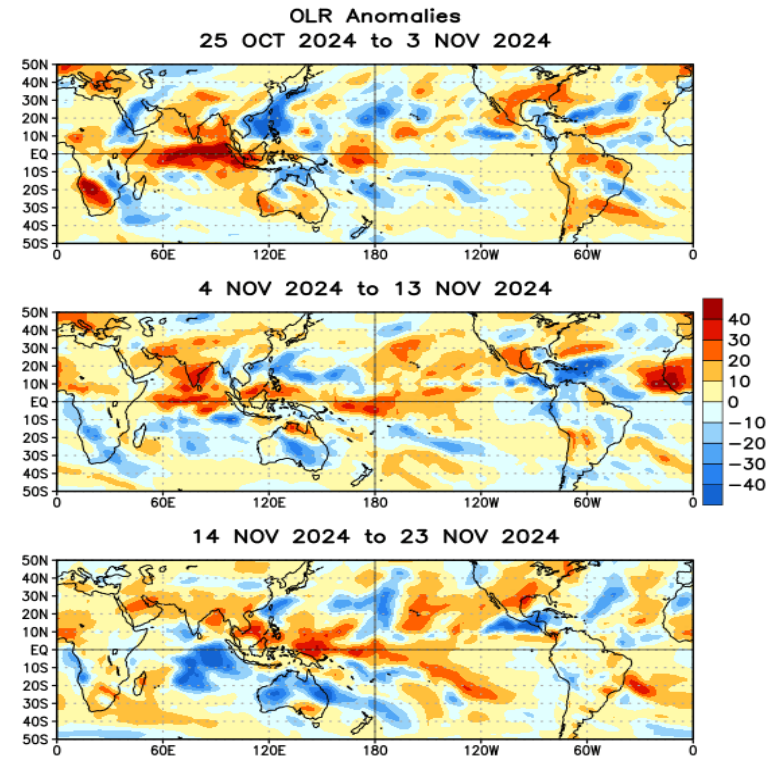 OLR Anomalies
25 OCT 2024 to 3 NOV 2024
50N
40N
30N
20N
10N
EQ
10S
20S
30S
40S
50S
0 60E 120E 180 120W 60W 0
4 NOV 2024 to 13 NOV 2024
50N
40N
30N
20N
10N
EQ
10S
20S
30S
40S
50S
0 60E 120E 180 120W 60W 0
40
30
20
10
0
-10
-20
-30
-40
14 NOV 2024 to 23 NOV 2024
50N
40N
30N
20N
10N
EQ
10S
20S
30S
40S
50S
0 60E 120E 180 120W 60W 0